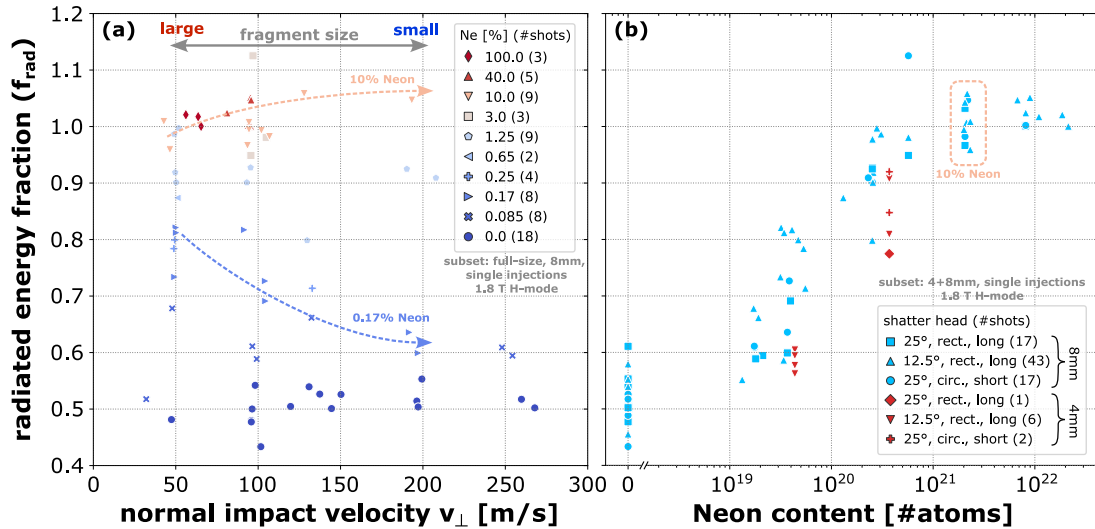 (a)
large
small
fragment size
10% Neon
0.17% Neon
Ne [%] (#shots)
100.0 (3)
40.0 (5)
10.0 (9)
3.0 (3)
1.25 (9)
0.65 (2)
0.25 (4)
0.17 (8)
0.085 (8)
0.0 (18)
subset: full-size, 8mm,
single injections
1.8 T H-mode
radiated energy fraction (f_rad)
1.2
1.1
1.0
0.9
0.8
0.7
0.6
0.5
0.4
0
50
100
150
200
250
300
normal impact velocity v_⊥ [m/s]
(b)
10% Neon
subset: 4+8mm, single injections
1.8 T H-mode
shatter head (#shots)
25°, rect., long (17)
12.5°, rect., long (43)
25°, circ., short (17)
8mm
25°, rect., long (1)
12.5°, rect., long (6)
25°, circ., short (2)
4mm
0
10^19
10^20
10^21
10^22
Neon content [#atoms]